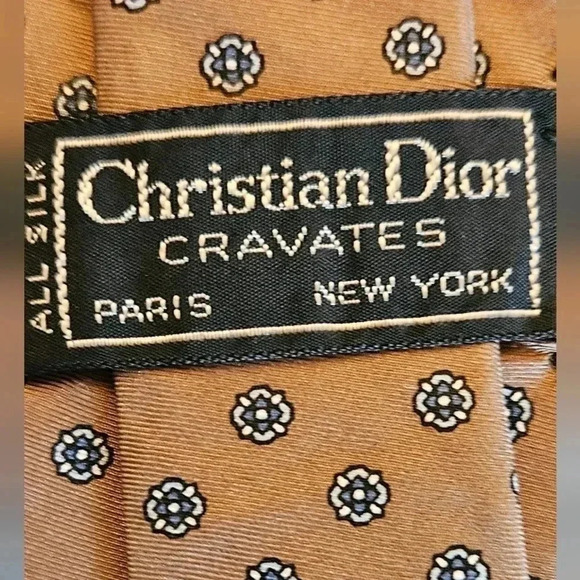 ALL SILK
Christian Dior
CRAVATES
PARIS NEW YORK